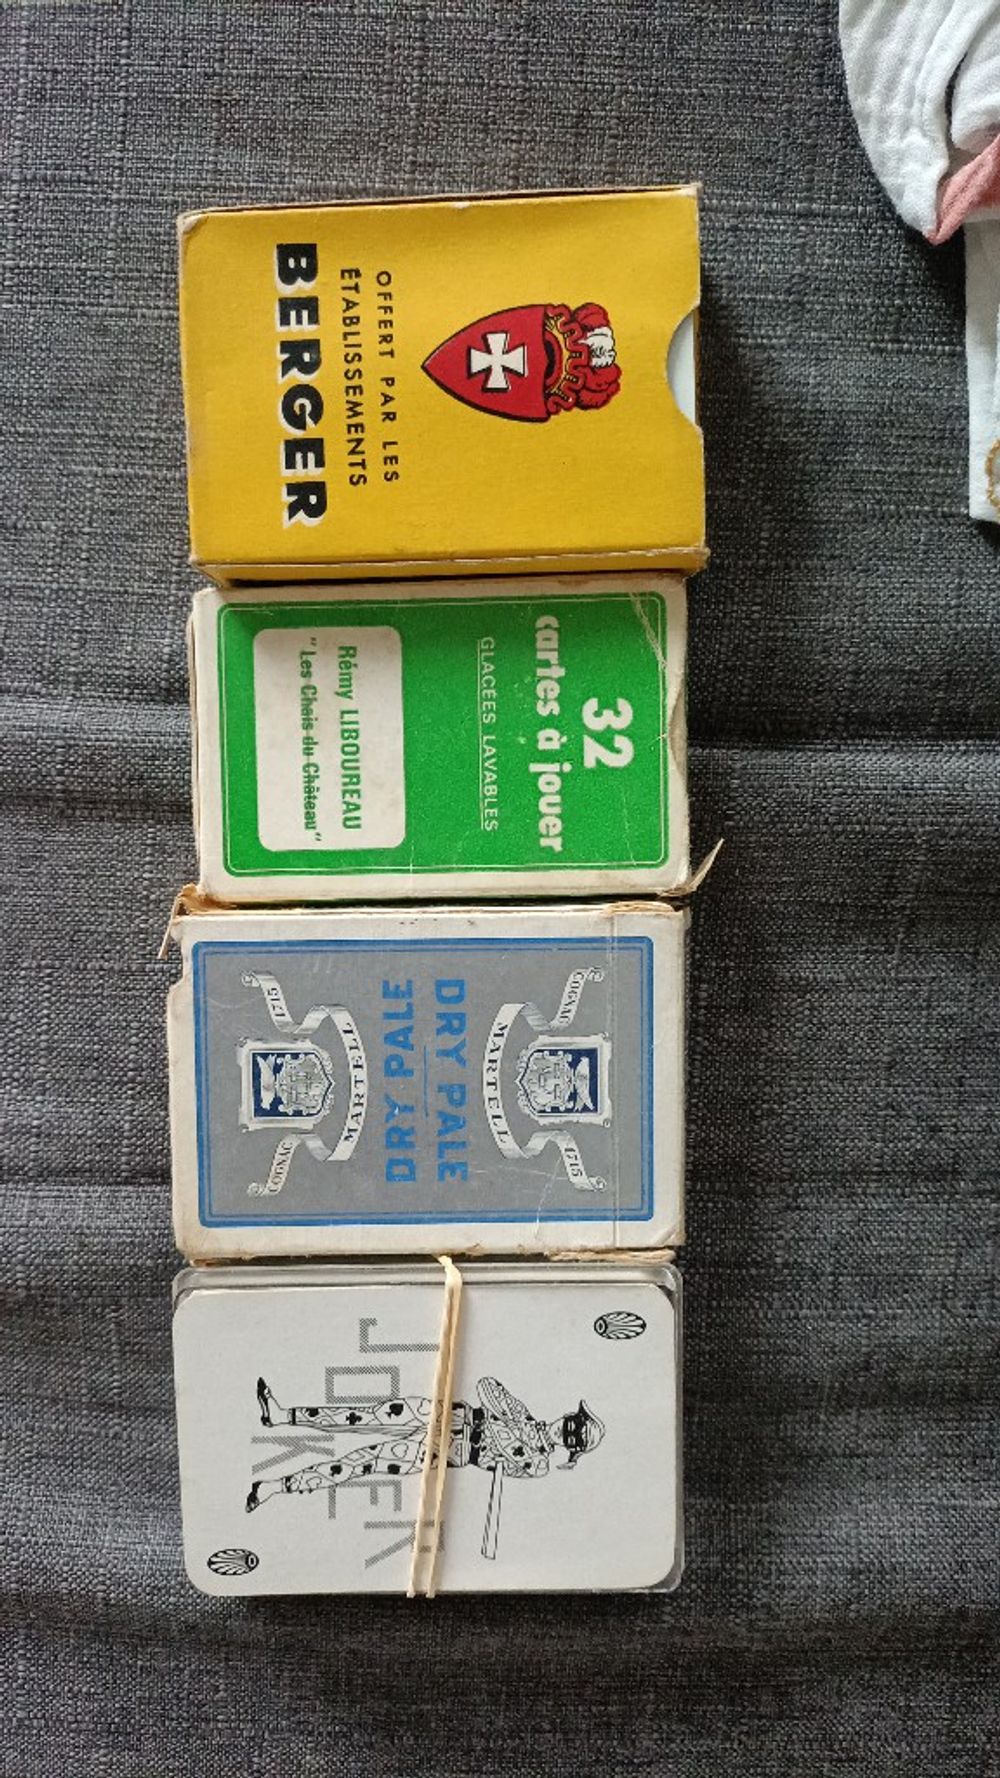 OFFERT PAR LES
ÉTABLISSEMENTS
BERGER
32
cartes à jouer
GLACÉES LAVABLES
Rémy LIBOUREAU
"Les Chais du Château"
COGNAC 1715
MARTELL
DRY PALE
DRY PALE
MARTELL
COGNAC 1715
JOKER